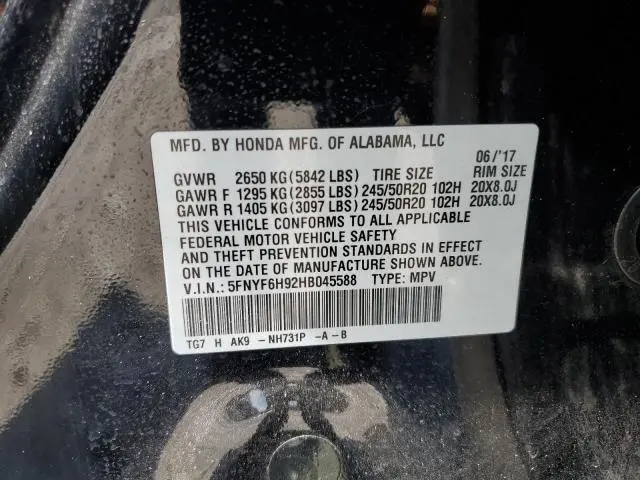 MFD. BY HONDA MFG. OF ALABAMA, LLC 06/'17
GVWR 2650 KG (5842 LBS) TIRE SIZE RIM SIZE
GAWR F 1295 KG (2855 LBS) 245/50R20 102H 20X8.0J
GAWR R 1405 KG (3097 LBS) 245/50R20 102H 20X8.0J
THIS VEHICLE CONFORMS TO ALL APPLICABLE
FEDERAL MOTOR VEHICLE SAFETY
AND THEFT PREVENTION STANDARDS IN EFFECT
ON THE DATE OF MANUFACTURE SHOWN ABOVE.
V.I.N.: 5FNYF6H92HB045588 TYPE: MPV
TG7 H AK9 -NH731P -A-B